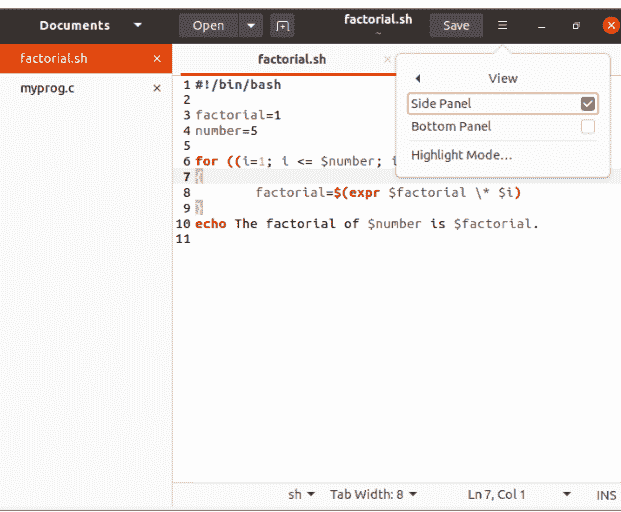 Documents Open factorial.sh Save
~
factorial.sh
myprog.c
factorial.sh
View
Side Panel
Bottom Panel
Highlight Mode...
1 #!/bin/bash
2
3 factorial=1
4 number=5
5
6 for ((i=1; i <= $number; i
7 {
8 factorial=$(expr $factorial \* $i)
9 }
10 echo The factorial of $number is $factorial.
11
sh Tab Width: 8 Ln 7, Col 1 INS